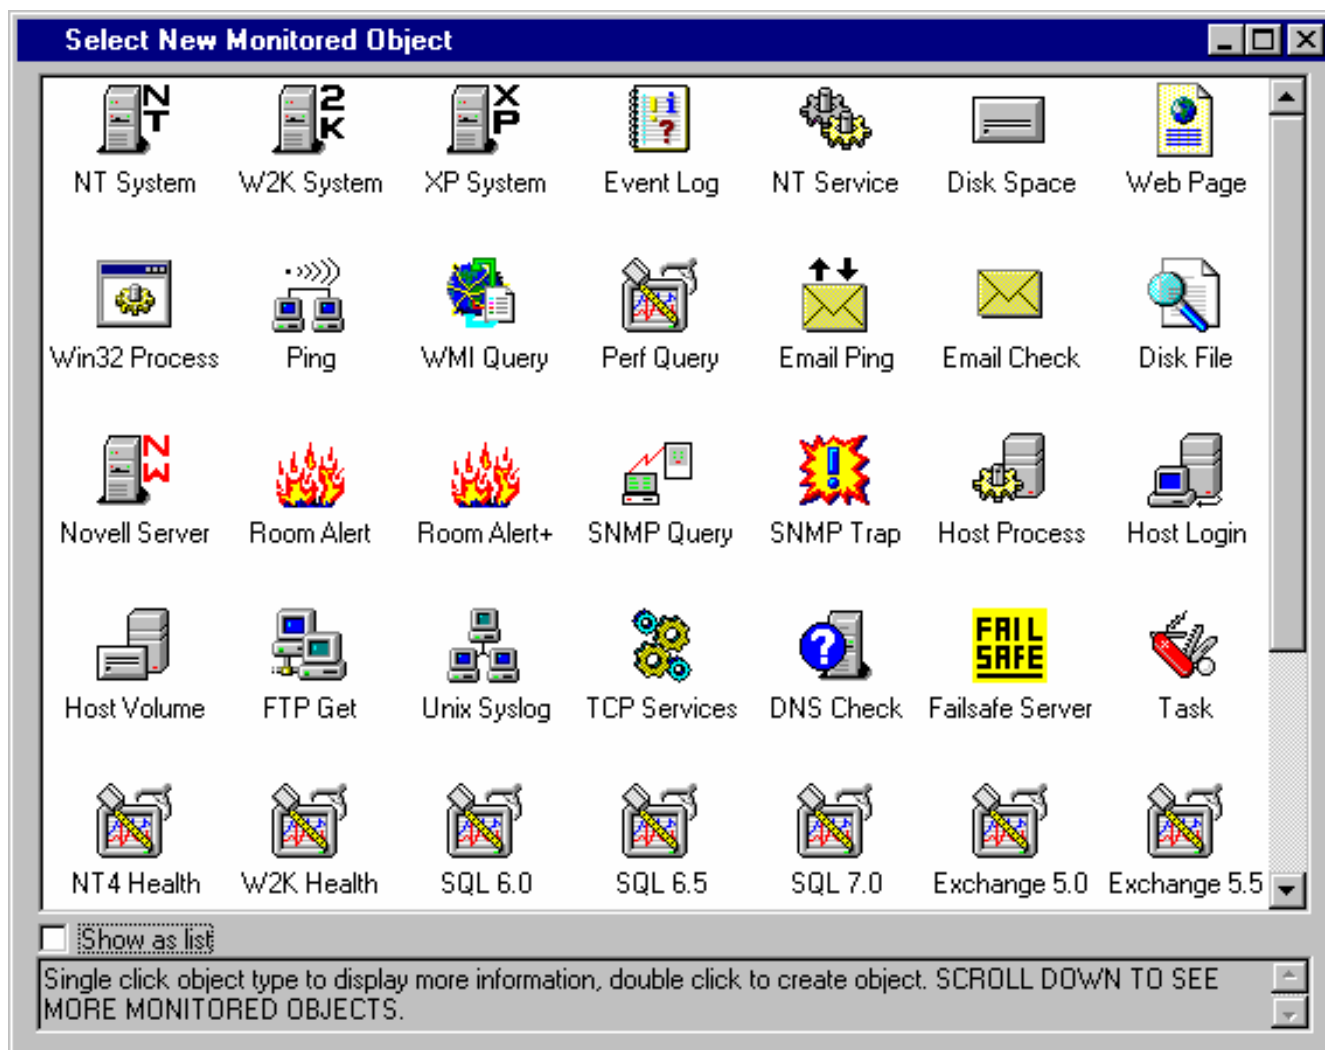 Select New Monitored Object
NT
2K
XP
NT System
W2K System
XP System
Event Log
NT Service
Disk Space
Web Page
Win32 Process
Ping
WMI Query
Perf Query
Email Ping
Email Check
Disk File
NW
FAIL
SAFE
Novell Server
Room Alert
Room Alert+
SNMP Query
SNMP Trap
Host Process
Host Login
Host Volume
FTP Get
Unix Syslog
TCP Services
DNS Check
Failsafe Server
Task
NT4 Health
W2K Health
SQL 6.0
SQL 6.5
SQL 7.0
Exchange 5.0
Exchange 5.5
Show as list
Single click object type to display more information, double click to create object. SCROLL DOWN TO SEE
MORE MONITORED OBJECTS.